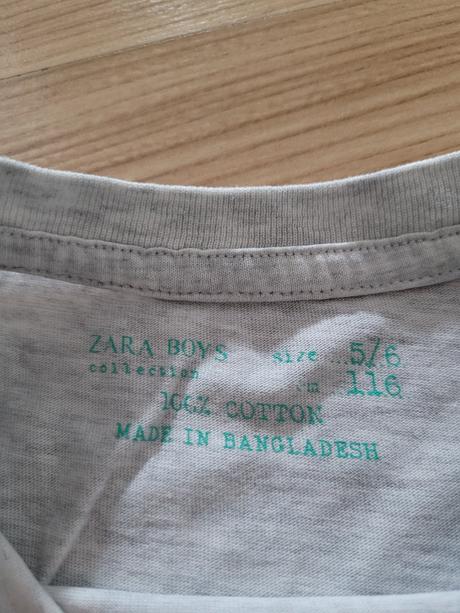 ZARA BOYS size ...5/6
collection cm 116
100% COTTON
MADE IN BANGLADESH